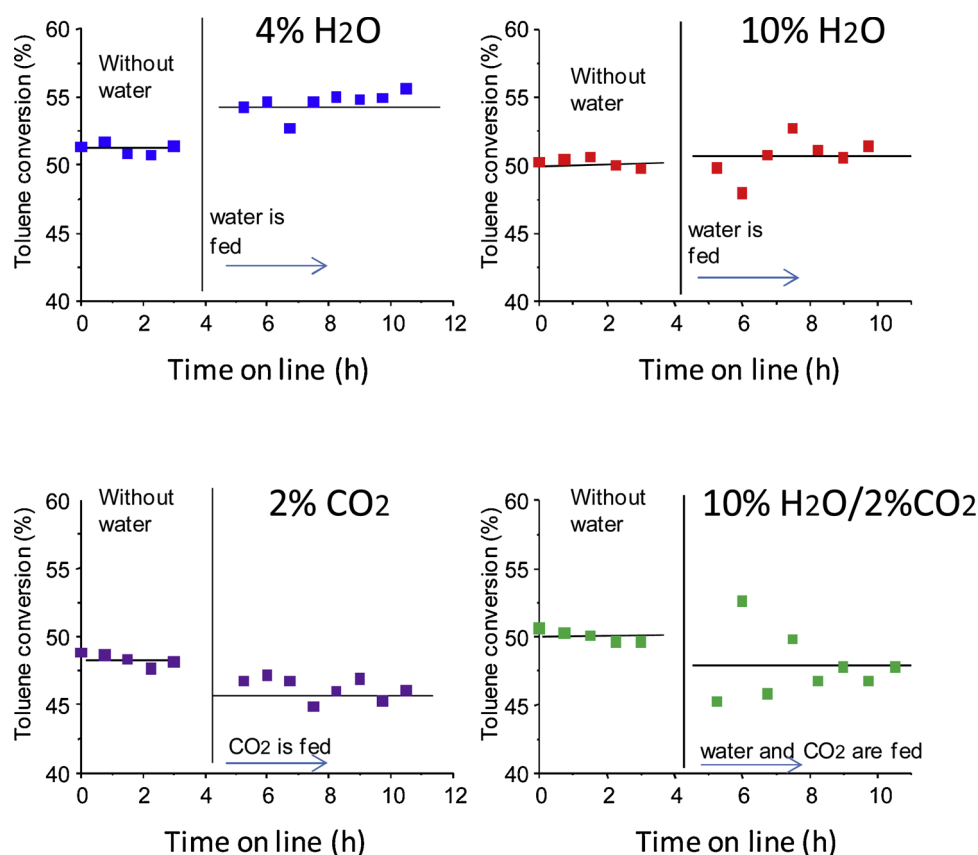 4% H2O
Toluene conversion (%)
60
55
50
45
40
Without
water
water is
fed
0 2 4 6 8 10 12
Time on line (h)
10% H2O
Toluene conversion (%)
60
55
50
45
40
Without
water
water is
fed
0 2 4 6 8 10
Time on line (h)
2% CO2
Toluene conversion (%)
60
55
50
45
40
Without
water
CO2 is fed
0 2 4 6 8 10 12
Time on line (h)
10% H2O/2%CO2
Toluene conversion (%)
60
55
50
45
40
Without
water
water and CO2 are fed
0 2 4 6 8 10
Time on line (h)